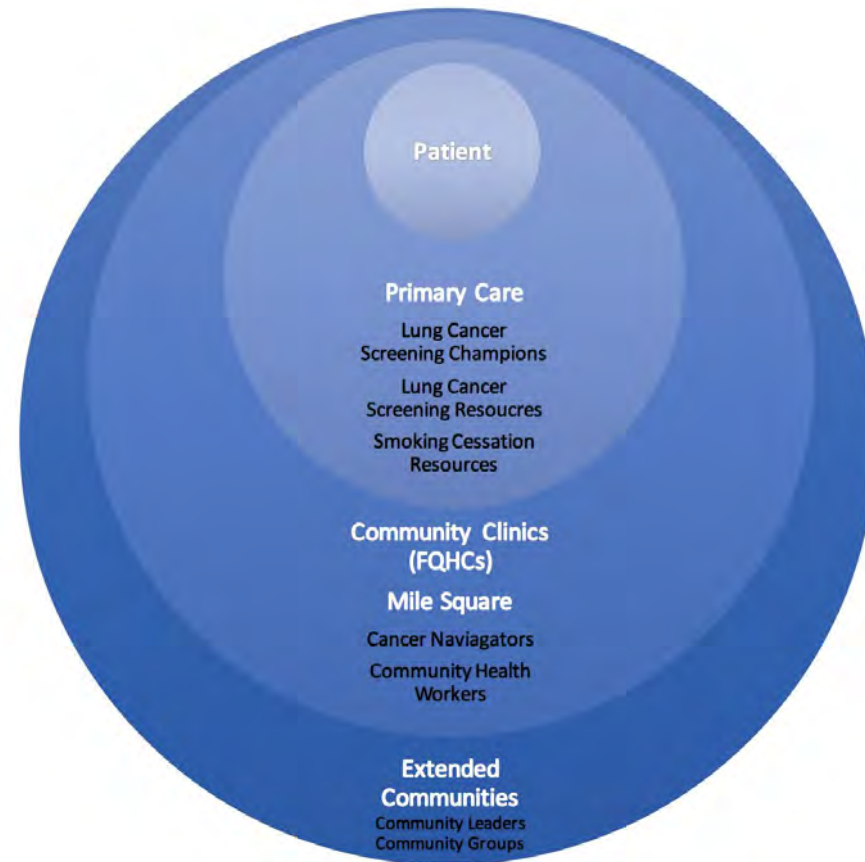 Patient
Primary Care
Lung Cancer
Screening Champions
Lung Cancer
Screening Resoucres
Smoking Cessation
Resources
Community Clinics
(FQHCs)
Mile Square
Cancer Naviagators
Community Health
Workers
Extended
Communities
Community Leaders
Community Groups